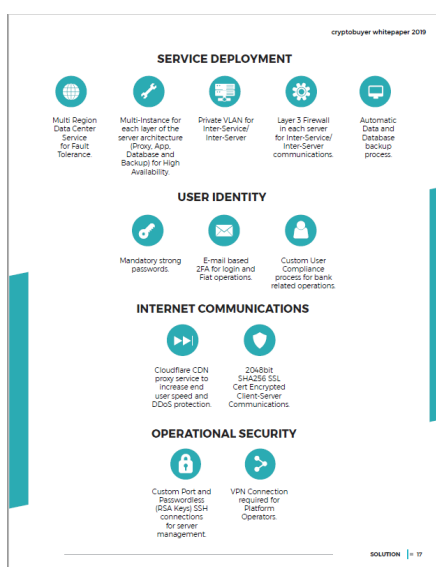 cryptobuyer whitepaper 2019
SERVICE DEPLOYMENT
Multi Region
Data Center
Service
for Fault
Tolerance.
Multi-Instance for
each layer of the
server architecture
(Proxy, App,
Database and
Backup) for High
Availability.
Private VLAN for
Inter-Service/
Inter-Server
Layer 3 Firewall
in each server
for Inter-Service/
Inter-Server
communications.
Automatic
Data and
Database
backup
process.
USER IDENTITY
Mandatory strong
passwords.
E-mail based
2FA for login and
Fiat operations.
Custom User
Compliance
process for bank
related operations.
INTERNET COMMUNICATIONS
Cloudflare CDN
proxy service to
increase end
user speed and
DDoS protection.
2048bit
SHA256 SSL
Cert Encrypted
Client-Server
Communications.
OPERATIONAL SECURITY
Custom Port and
Passwordless
(RSA Keys) SSH
connections
for server
management.
VPN Connection
required for
Platform
Operators.
SOLUTION 17